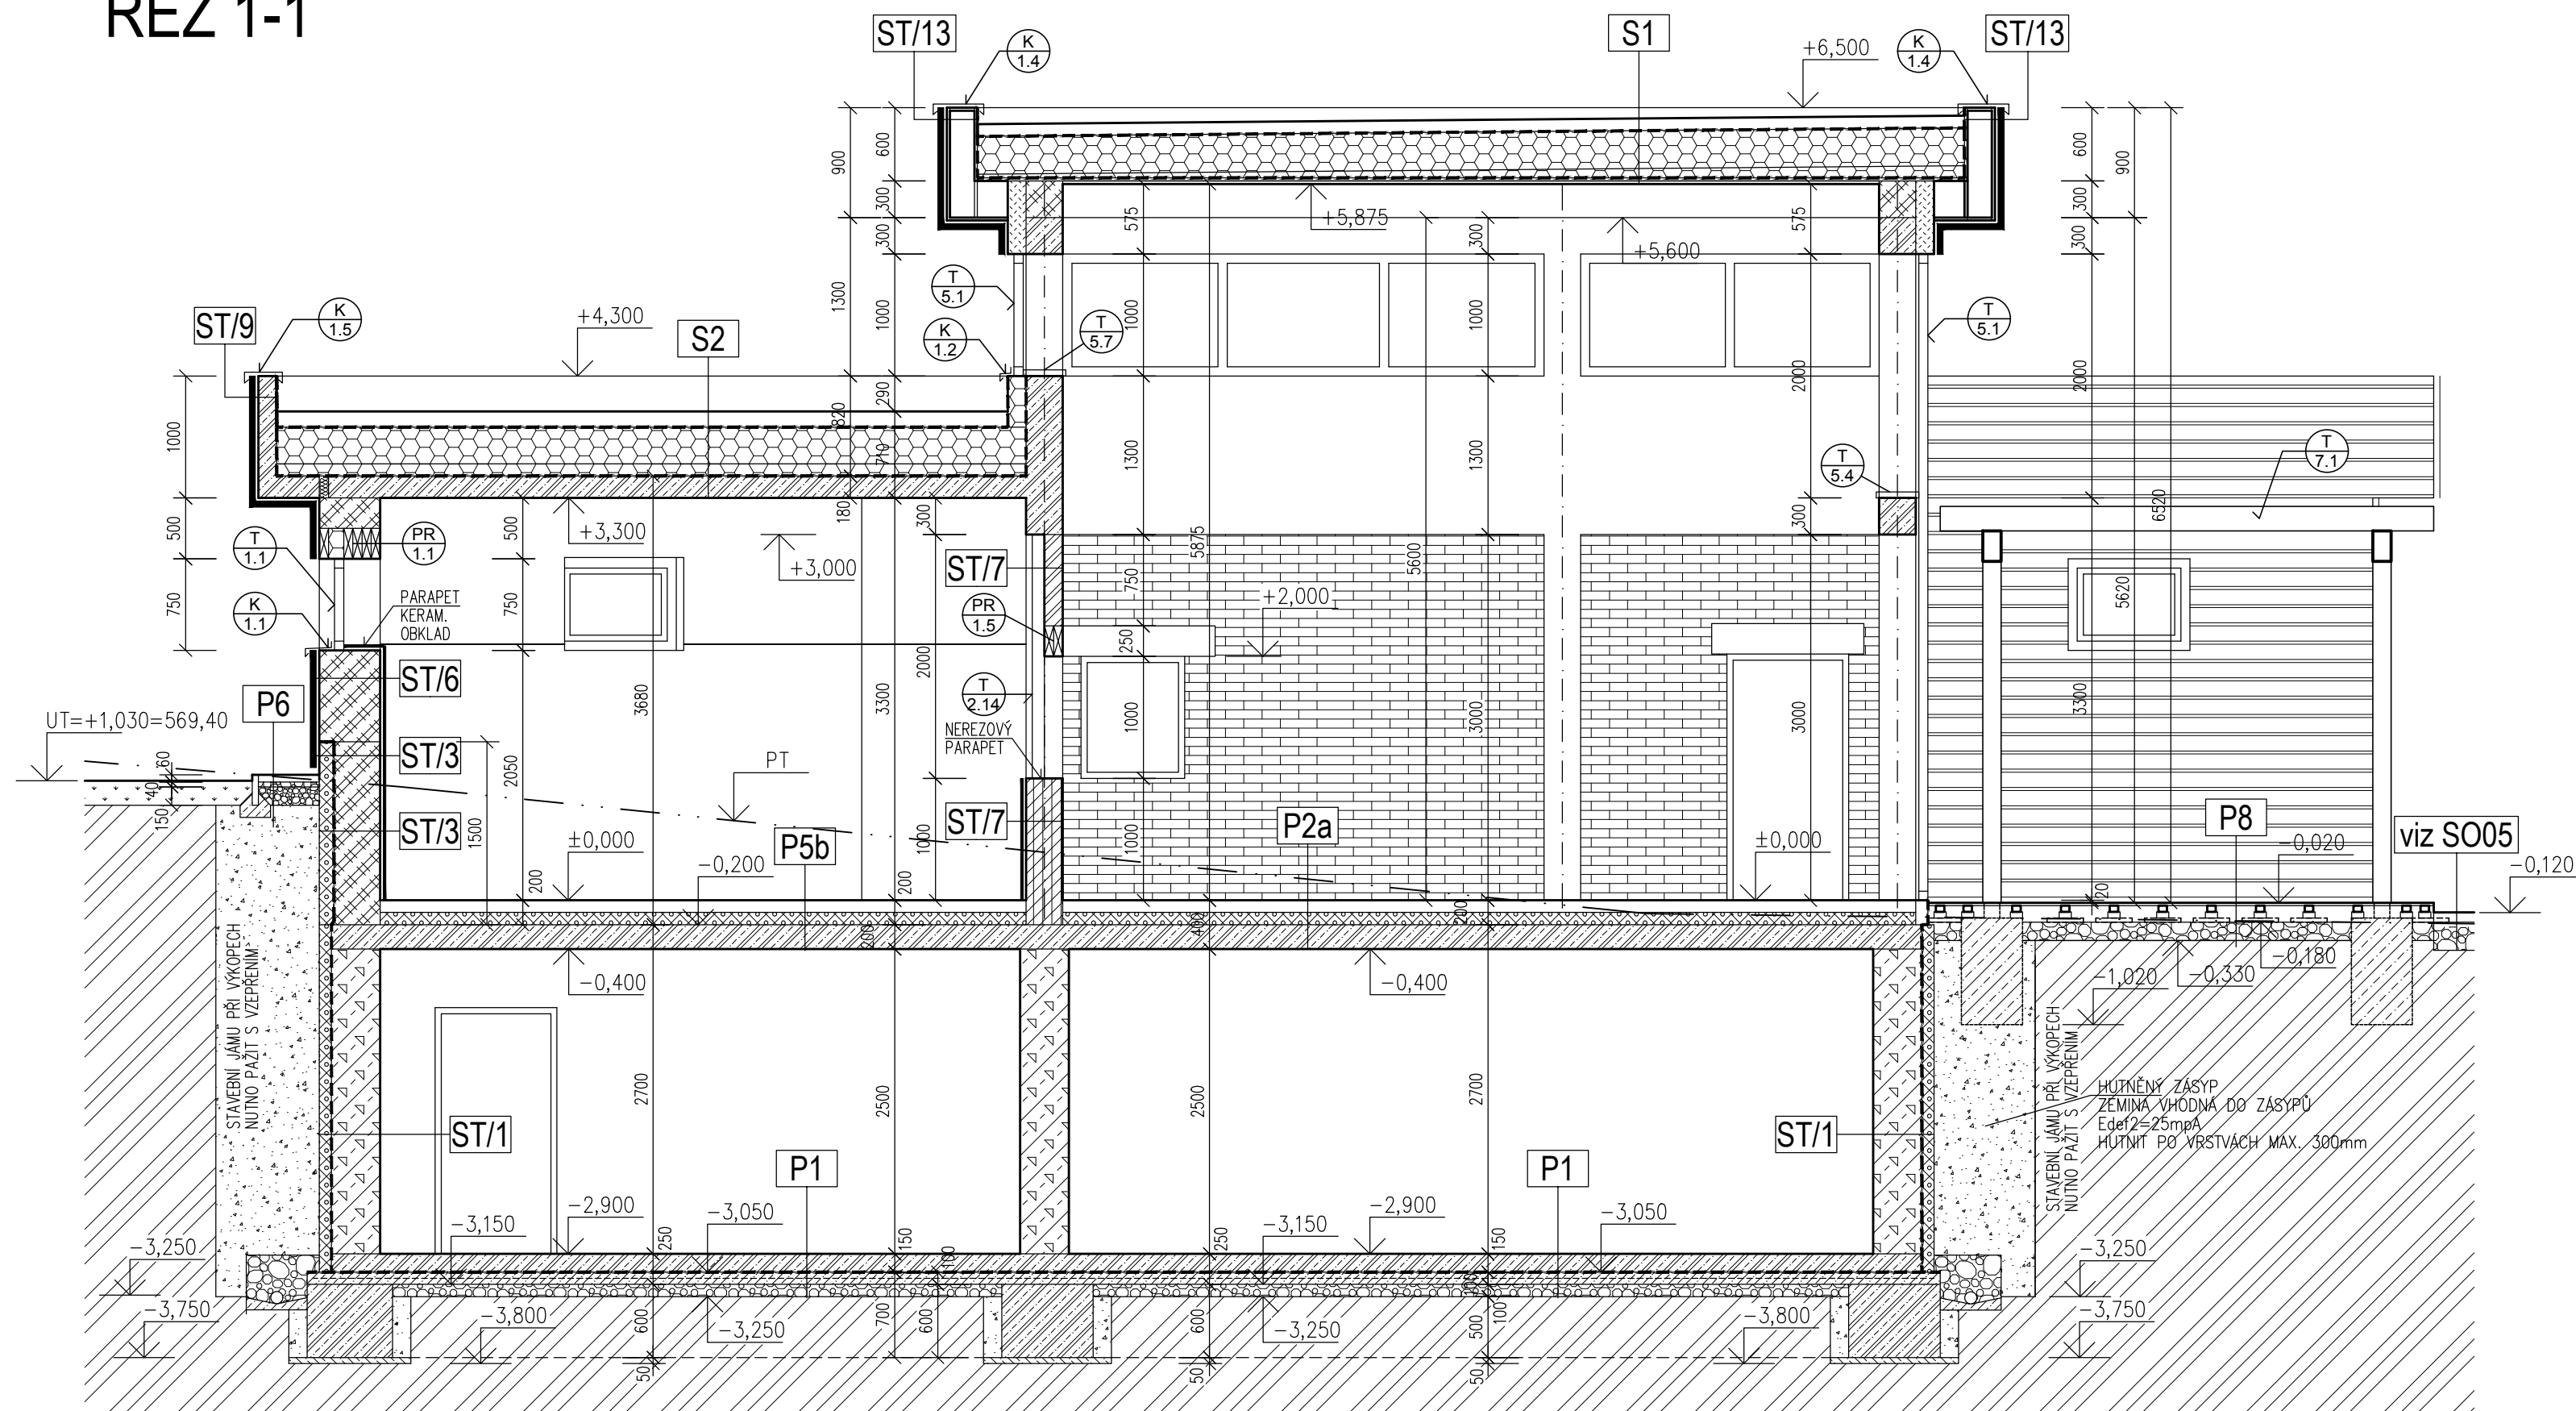 ŘEZ 1-1
ST/13
K
1.4
S1
+6,500
K
1.4
ST/13
900
600
300
300
1300
1000
575
+5,875
+5,600
300
575
600
900
300
300
T
5.1
K
1.2
T
5.7
1000
1000
2000
T
5.1
2000
ST/9
K
1.5
+4,300
S2
290
820
710
180
1000
1300
1300
T
5.4
T
7.1
6520
500
T
1.1
PR
1.1
500
+3,300
+3,000
300
ST/7
5875
5600
300
750
K
1.1
PARAPET
KERAM.
OBKLAD
750
PR
1.5
750
+2,000
250
5620
ST/6
P6
UT=+1,030=569,40
3680
3300
2000
T
2.14
NEREZOVÝ
PARAPET
1000
3000
3000
3300
ST/3
60
40
150
2050
1500
PT
ST/3
ST/7
1000
1000
P2a
P8
viz SO05
±0,000
P5b
±0,000
-0,020
-0,120
-0,200
200
200
200
20
200
400
-0,400
-0,400
-1,020
-0,330
-0,180
STAVEBNÍ JÁMU PŘI VÝKOPECH
NUTNO PAŽIT S VZEPŘENÍM
STAVEBNÍ JÁMU PŘI VÝKOPECH
NUTNO PAŽIT S VZEPŘENÍM
HUTNĚNÝ ZÁSYP
ZEMINA VHODNÁ DO ZÁSYPŮ
Edef2=25mpA
HUTNIT PO VRSTVÁCH MAX. 300mm
2700
2500
2500
2700
ST/1
ST/1
P1
P1
-2,900
-3,050
-3,150
-3,150
-2,900
-3,050
250
150
100
250
150
100
-3,250
-3,250
-3,750
-3,750
-3,800
600
-3,250
700
600
600
-3,250
500
100
-3,800
50
50
50